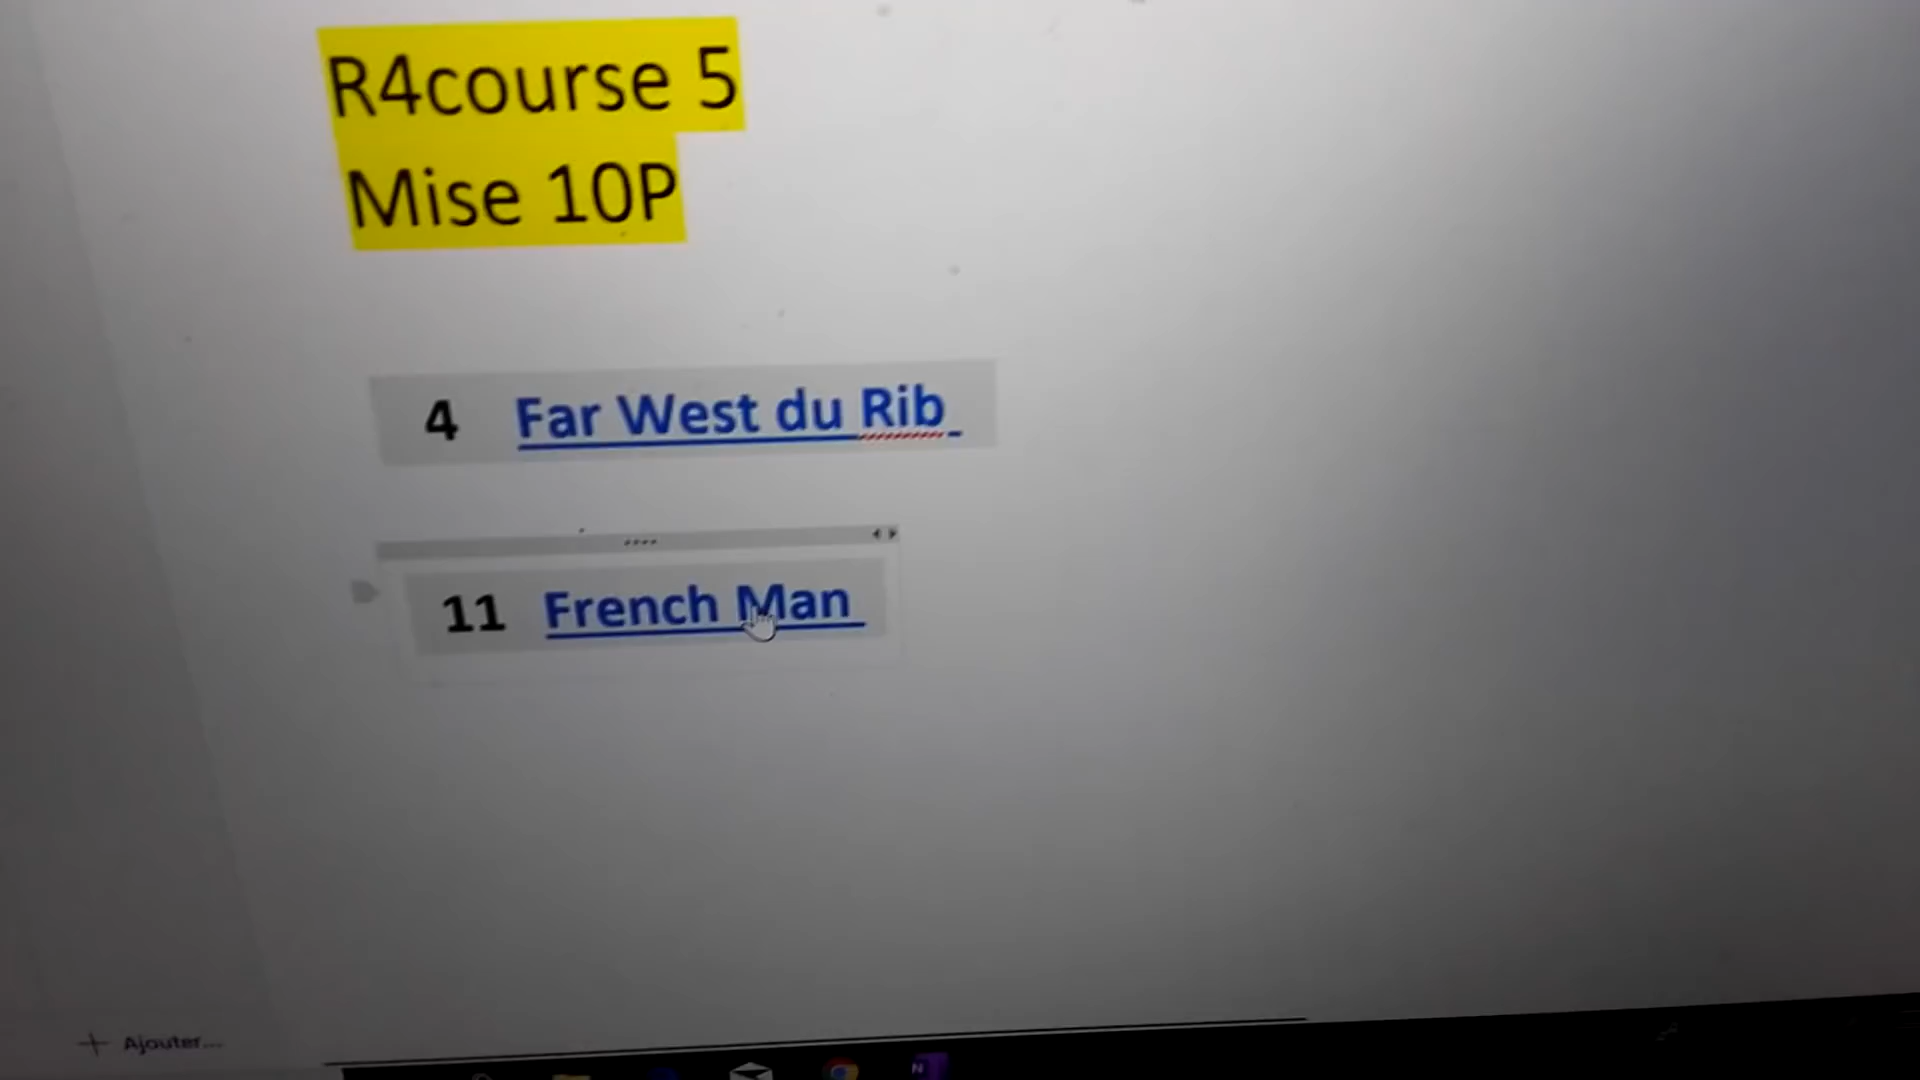 R4course 5
Mise 10P
4 Far West du Rib
11 French Man
Ajouter...